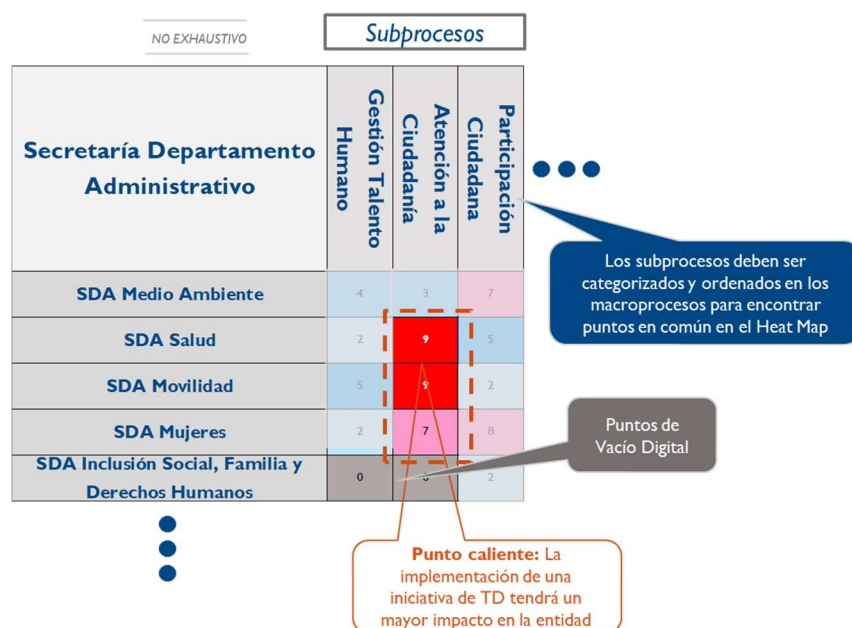 NO EXHAUSTIVO
Subprocesos
Secretaría Departamento
Administrativo
Gestión Talento
Humano
Atención a la
Ciudadanía
Participación
Ciudadana
Los subprocesos deben ser
categorizados y ordenados en los
macroprocesos para encontrar
puntos en común en el Heat Map
SDA Medio Ambiente 4 3 7
SDA Salud 2 9 5
SDA Movilidad 5 9 2
SDA Mujeres 2 7 8
SDA Inclusión Social, Familia y
Derechos Humanos
0 0 2
Puntos de
Vacío Digital
Punto caliente: La
implementación de una
iniciativa de TD tendrá un
mayor impacto en la entidad